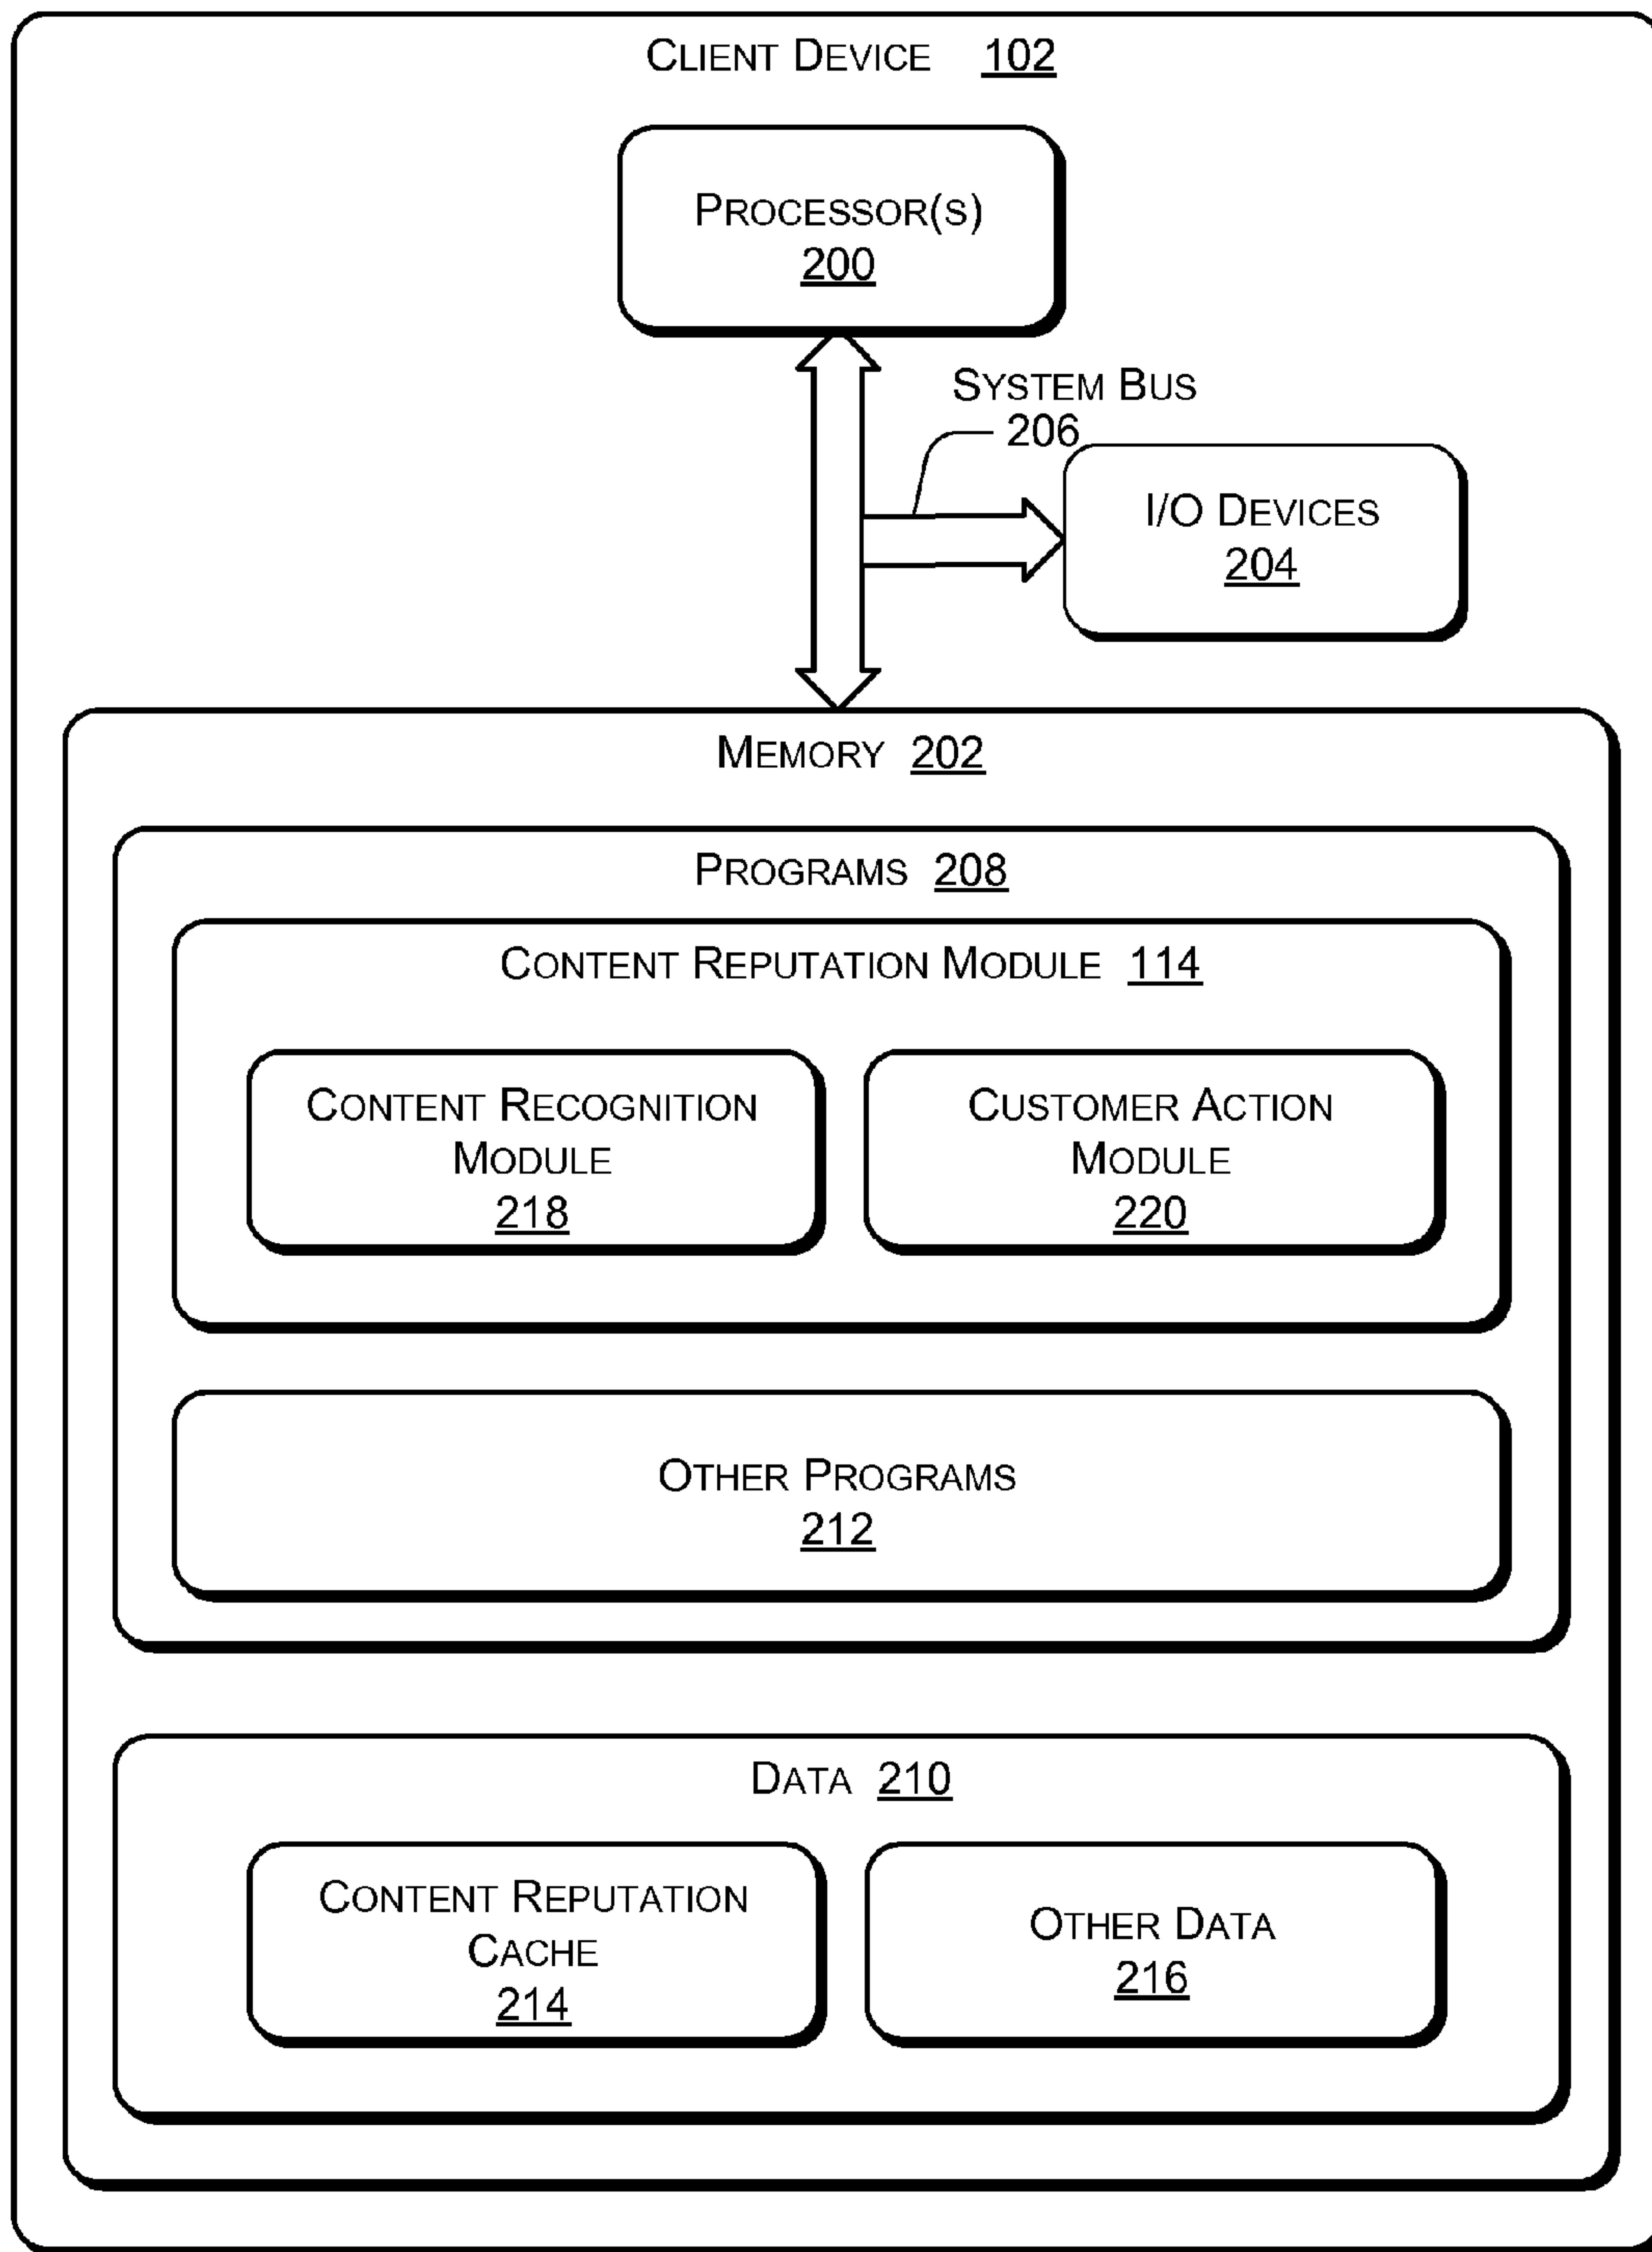 CLIENT DEVICE 102
PROCESSOR(S)
200
SYSTEM BUS
206
I/O DEVICES
204
MEMORY 202
PROGRAMS 208
CONTENT REPUTATION MODULE 114
CONTENT RECOGNITION
MODULE
218
CUSTOMER ACTION
MODULE
220
OTHER PROGRAMS
212
DATA 210
CONTENT REPUTATION
CACHE
214
OTHER DATA
216